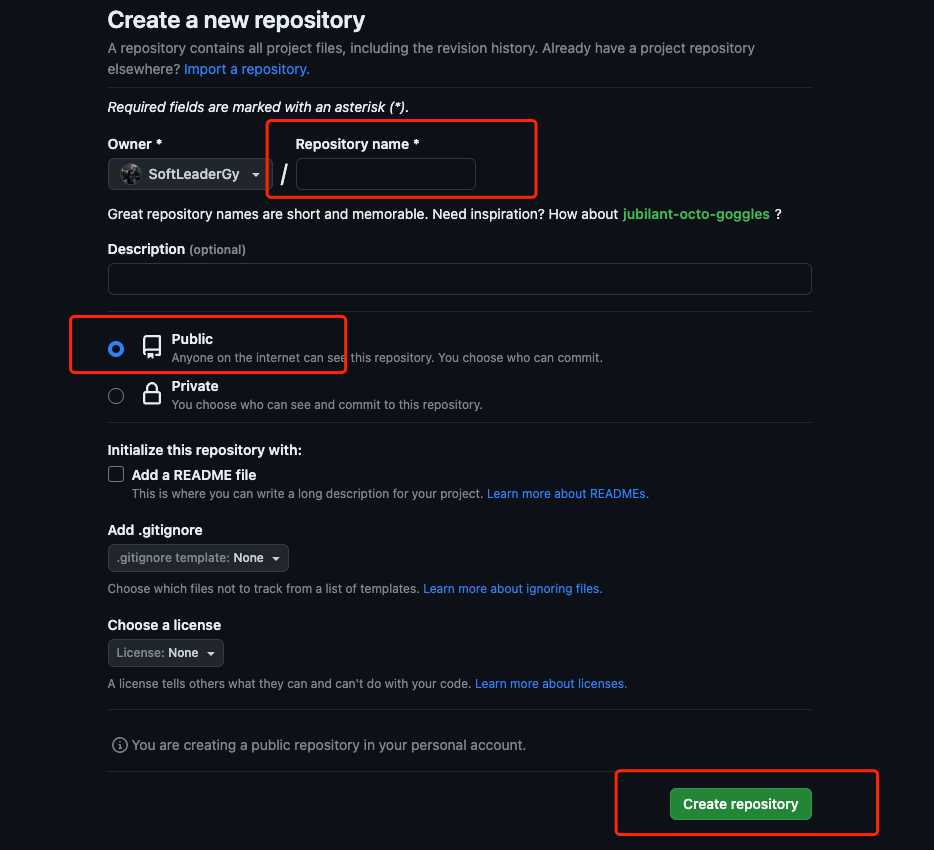 Create a new repository
A repository contains all project files, including the revision history. Already have a project repository
elsewhere? Import a repository.
Required fields are marked with an asterisk (*).
Owner * Repository name *
SoftLeaderGy /
Great repository names are short and memorable. Need inspiration? How about jubilant-octo-goggles ?
Description (optional)
Public
Anyone on the internet can see this repository. You choose who can commit.
Private
You choose who can see and commit to this repository.
Initialize this repository with:
Add a README file
This is where you can write a long description for your project. Learn more about READMEs.
Add .gitignore
.gitignore template: None
Choose which files not to track from a list of templates. Learn more about ignoring files.
Choose a license
License: None
A license tells others what they can and can't do with your code. Learn more about licenses.
You are creating a public repository in your personal account.
Create repository